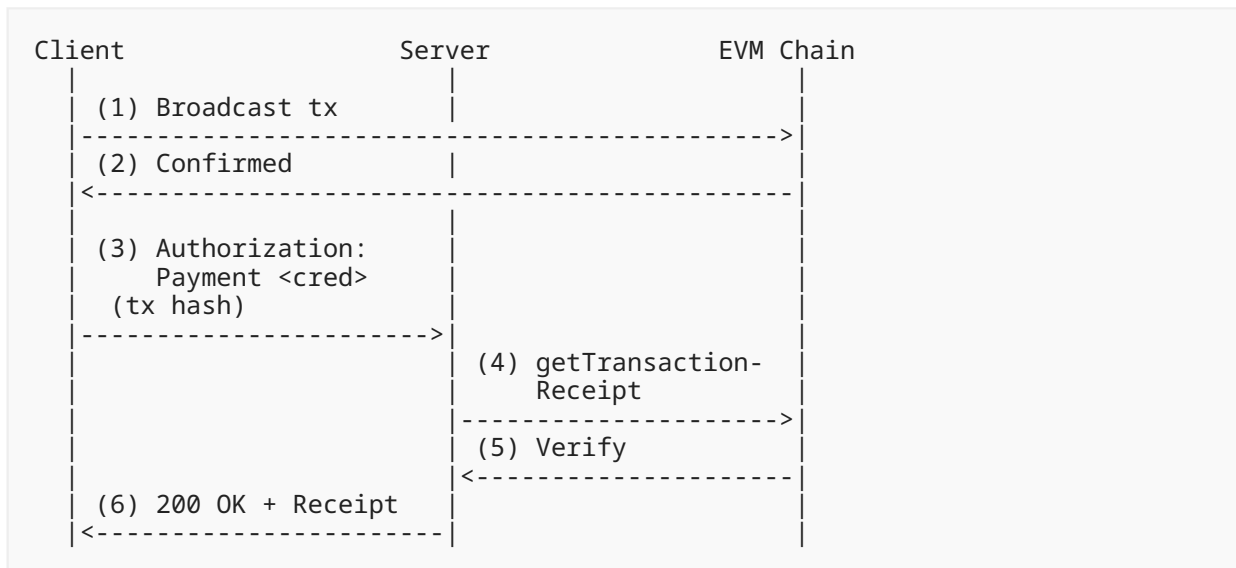 Client Server EVM Chain
(1) Broadcast tx
(2) Confirmed
(3) Authorization:
Payment <cred>
(tx hash)
(4) getTransaction-
Receipt
(5) Verify
(6) 200 OK + Receipt